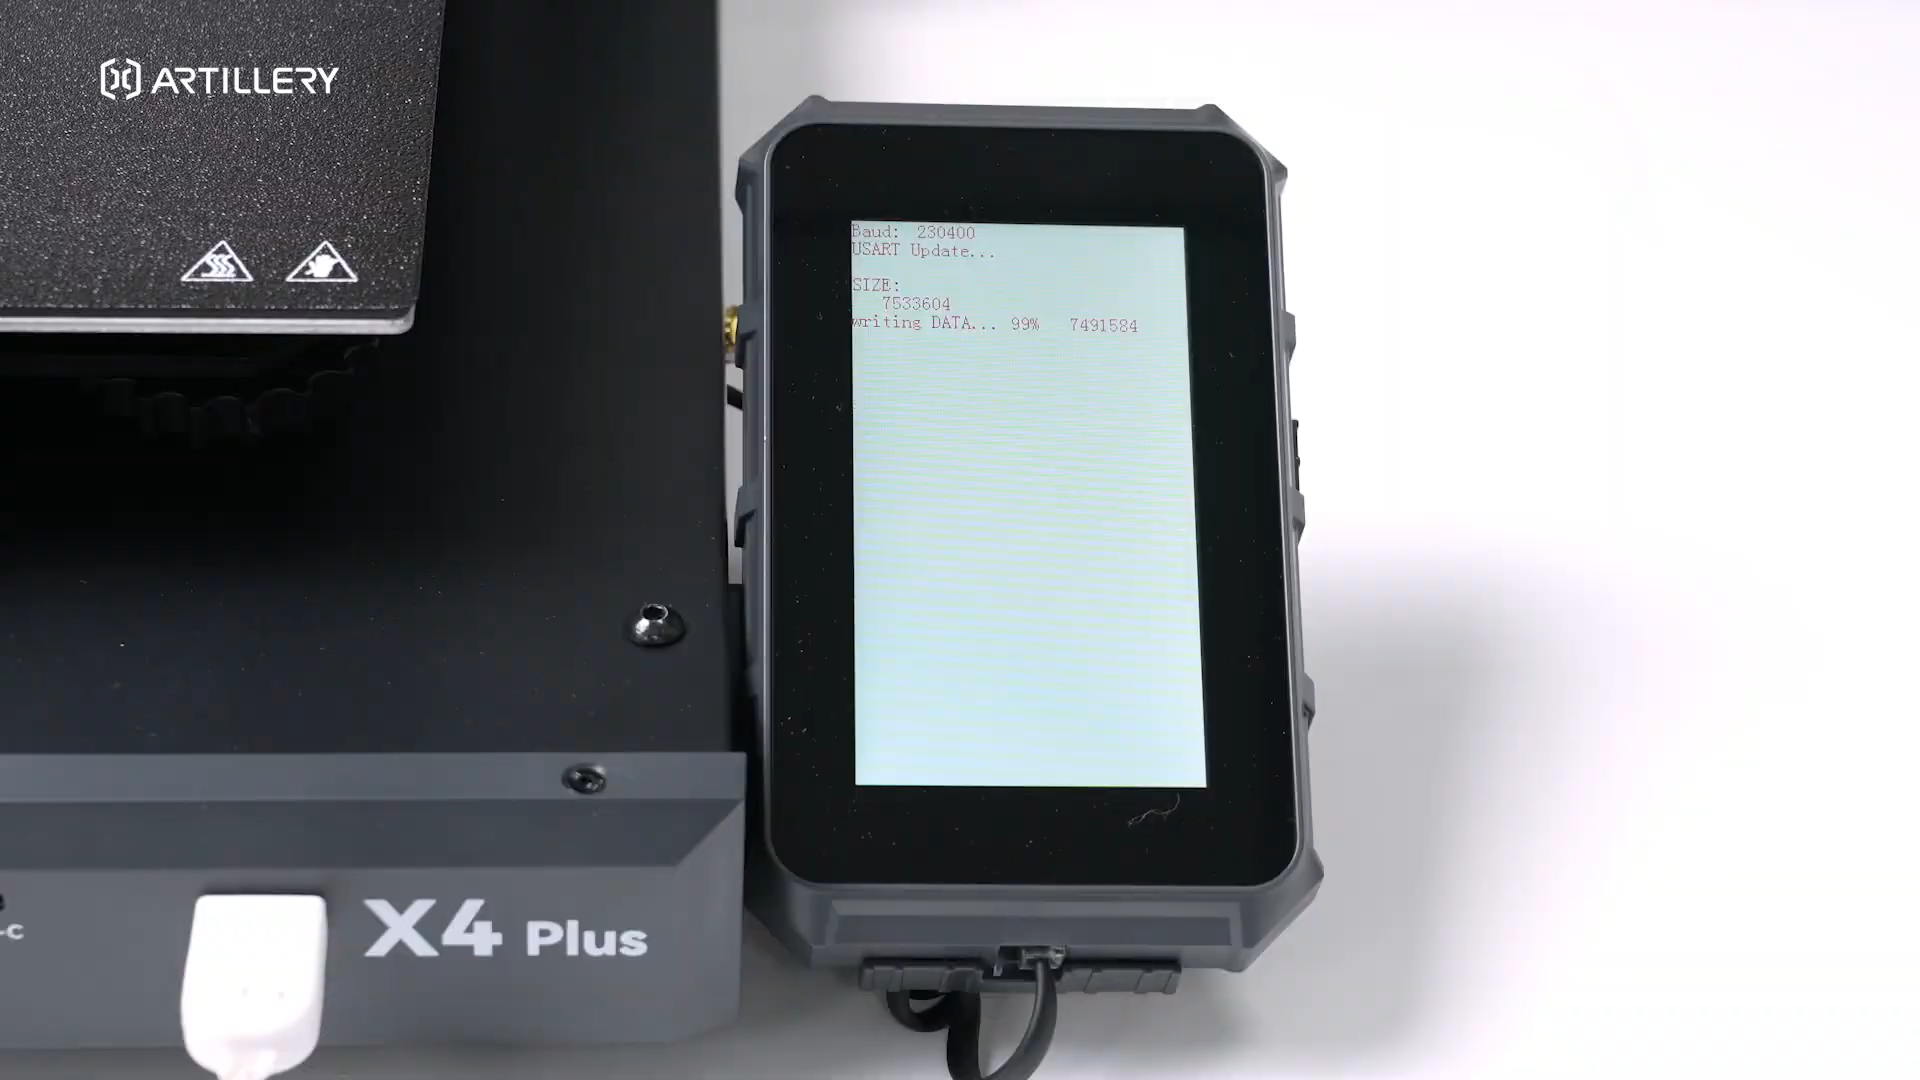 ARTILLERY
Baud: 230400
USART Update...
SIZE:
7533604
writing DATA... 99% 7491584
-C
X4 Plus